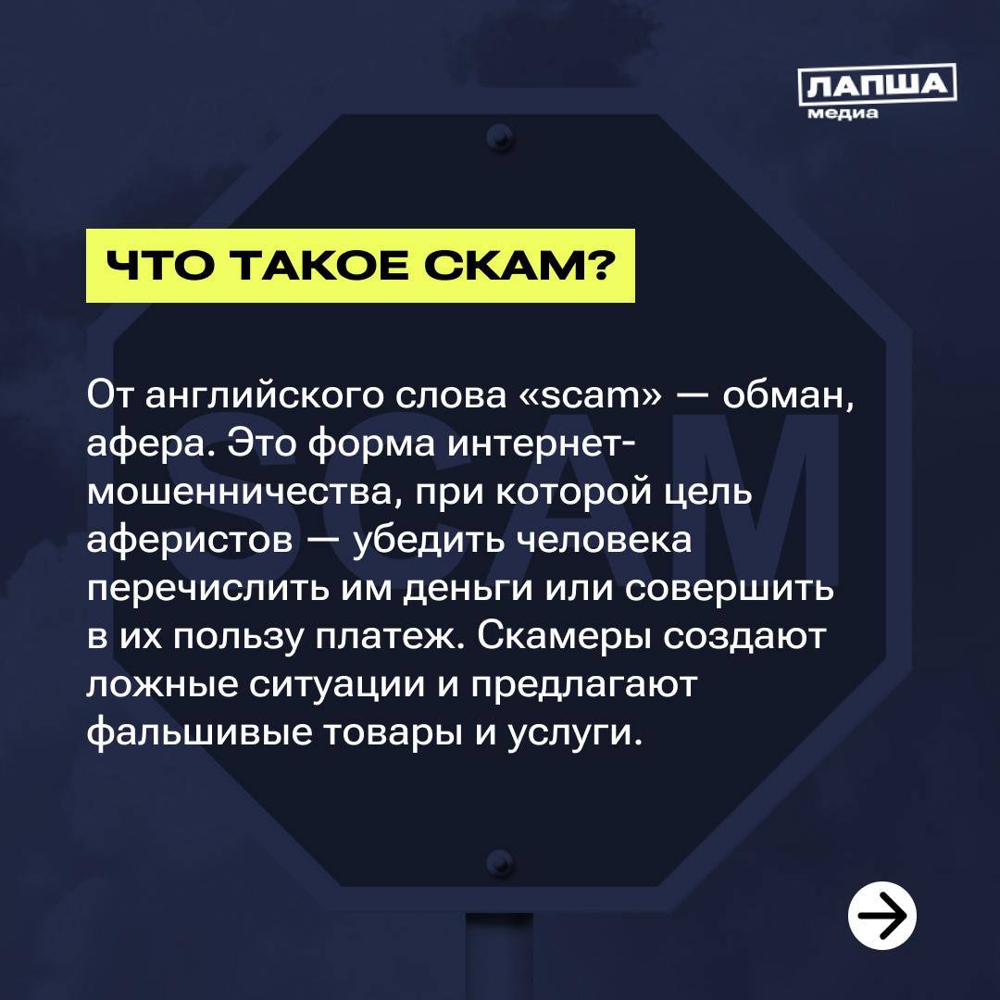 ЛАПША
медиа
ЧТО ТАКОЕ СКАМ?
От английского слова «scam» — обман,
афера. Это форма интернет-
мошенничества, при которой цель
аферистов — убедить человека
перечислить им деньги или совершить
в их пользу платеж. Скамеры создают
ложные ситуации и предлагают
фальшивые товары и услуги.
SCAM